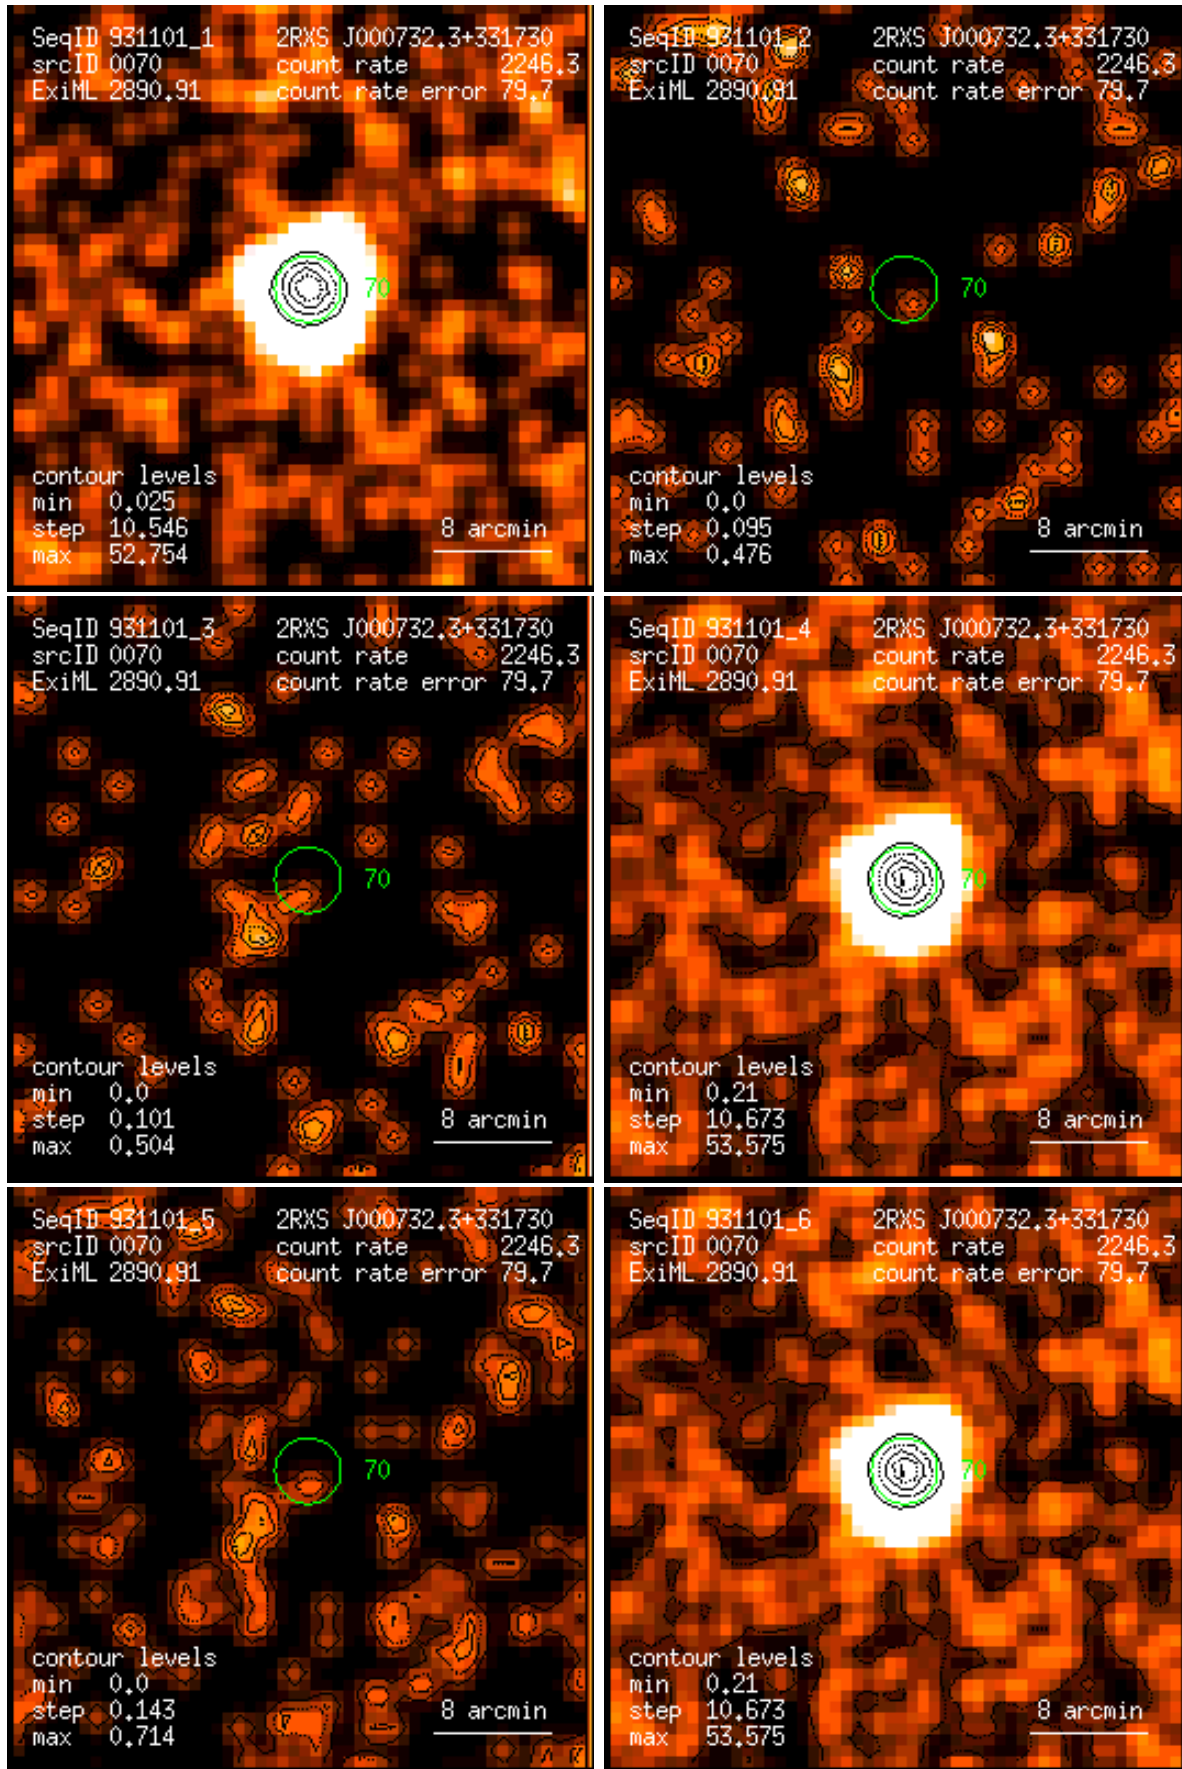 SeqID 931101_1 2RXS J000732.3+331730
srcID 0070 count rate 2246.3
ExiML 2890.91 count rate error 79.7
70
contour levels
min 0.025
step 10.546
max 52.754
8 arcmin
SeqID 931101_2 2RXS J000732.3+331730
srcID 0070 count rate 2246.3
ExiML 2890.91 count rate error 79.7
70
contour levels
min 0.0
step 0.095
max 0.476
8 arcmin
SeqID 931101_3 2RXS J000732.3+331730
srcID 0070 count rate 2246.3
ExiML 2890.91 count rate error 79.7
70
contour levels
min 0.0
step 0.101
max 0.504
8 arcmin
SeqID 931101_4 2RXS J000732.3+331730
srcID 0070 count rate 2246.3
ExiML 2890.91 count rate error 79.7
70
contour levels
min 0.21
step 10.673
max 53.575
8 arcmin
SeqID 931101_5 2RXS J000732.3+331730
srcID 0070 count rate 2246.3
ExiML 2890.91 count rate error 79.7
70
contour levels
min 0.0
step 0.143
max 0.714
8 arcmin
SeqID 931101_6 2RXS J000732.3+331730
srcID 0070 count rate 2246.3
ExiML 2890.91 count rate error 79.7
70
contour levels
min 0.21
step 10.673
max 53.575
8 arcmin